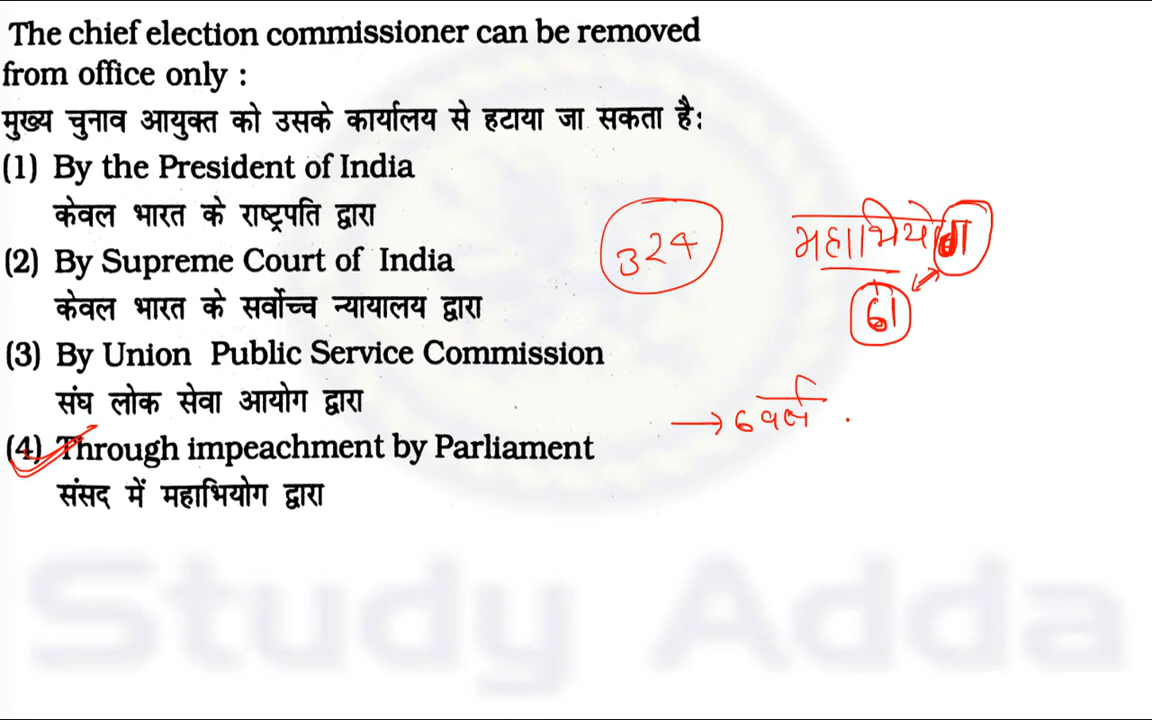 The chief election commissioner can be removed
from office only :
मुख्य चुनाव आयुक्त को उसके कार्यालय से हटाया जा सकता है:
(1) By the President of India
केवल भारत के राष्ट्रपति द्वारा
(2) By Supreme Court of India
केवल भारत के सर्वोच्च न्यायालय द्वारा
(3) By Union Public Service Commission
संघ लोक सेवा आयोग द्वारा
(4) Through impeachment by Parliament
संसद में महाभियोग द्वारा
324
महाभियोग
61
→ 6 वर्ष .
Study Adda